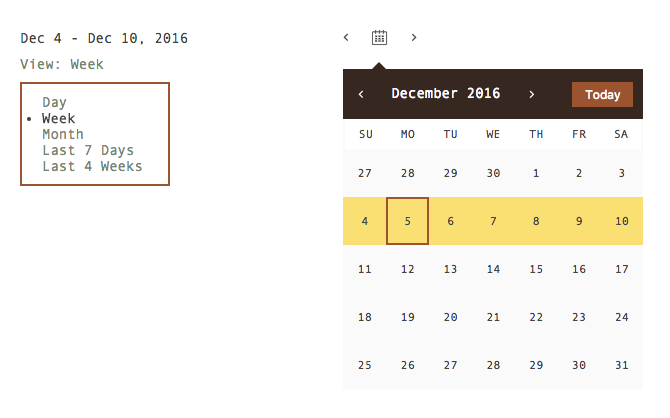 Dec 4 - Dec 10, 2016
View: Week
Day
Week
Month
Last 7 Days
Last 4 Weeks
December 2016
Today
SU MO TU WE TH FR SA
27 28 29 30 1 2 3
4 5 6 7 8 9 10
11 12 13 14 15 16 17
18 19 20 21 22 23 24
25 26 27 28 29 30 31